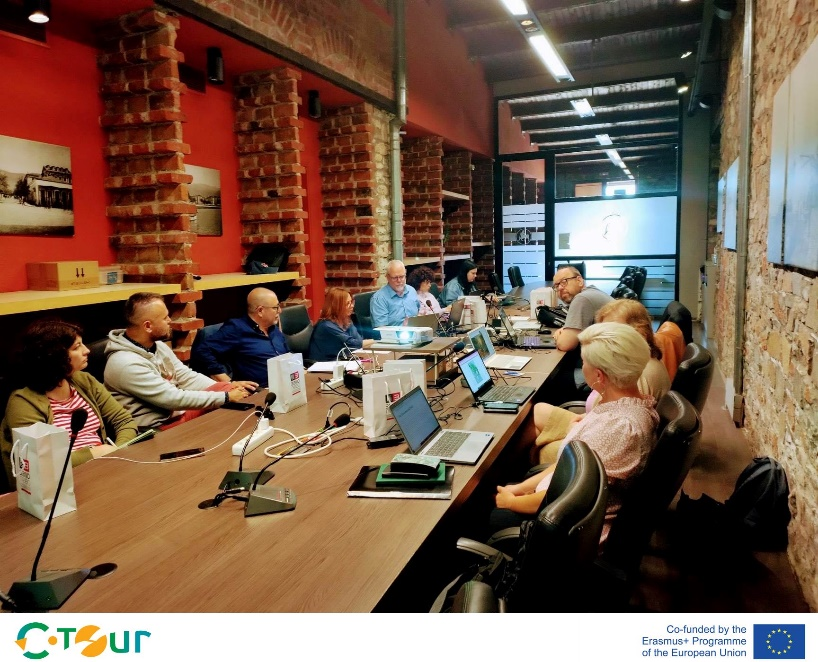 C-TOur
Co-funded by the
Erasmus+ Programme
of the European Union